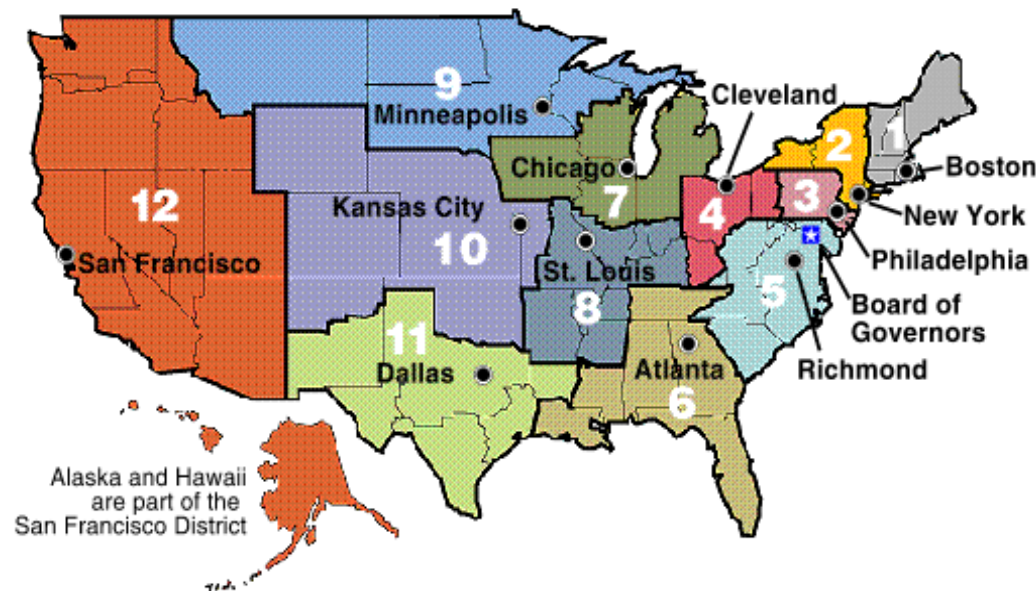 9
Minneapolis
Cleveland
2
1
Chicago
Boston
7
12
Kansas City
4
3
New York
10
San Francisco
St. Louis
Philadelphia
5
8
Board of
Governors
11
Dallas
Atlanta
Richmond
6
Alaska and Hawaii
are part of the
San Francisco District